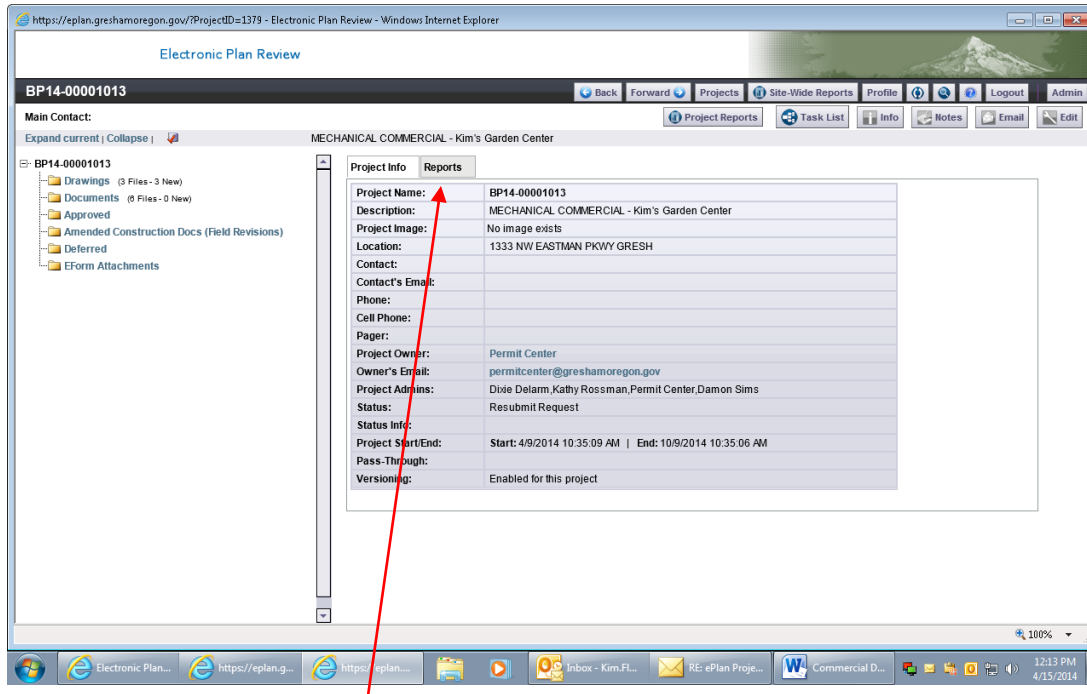 https://eplan.greshamoregon.gov/?ProjectID=1379 - Electronic Plan Review - Windows Internet Explorer
Electronic Plan Review
BP14-00001013
Back Forward Projects Site-Wide Reports Profile Logout Admin
Main Contact:
Project Reports Task List Info Notes Email Edit
Expand current | Collapse |
MECHANICAL COMMERCIAL - Kim's Garden Center
BP14-00001013
Drawings (3 Files - 3 New)
Documents (6 Files - 0 New)
Approved
Amended Construction Docs (Field Revisions)
Deferred
EForm Attachments
Project Info Reports
Project Name: BP14-00001013
Description: MECHANICAL COMMERCIAL - Kim's Garden Center
Project Image: No image exists
Location: 1333 NW EASTMAN PKWY GRESH
Contact:
Contact's Email:
Phone:
Cell Phone:
Pager:
Project Owner: Permit Center
Owner's Email: permitcenter@greshamoregon.gov
Project Admins: Dixie Delarm,Kathy Rossman,Permit Center,Damon Sims
Status: Resubmit Request
Status Info:
Project Start/End: Start: 4/9/2014 10:35:09 AM | End: 10/9/2014 10:35:06 AM
Pass-Through:
Versioning: Enabled for this project
100%
Electronic Plan... https://eplan.g... https://eplan.... Inbox - Kim.Fl... RE: ePlan Proje... Commercial D... 12:13 PM
4/15/2014